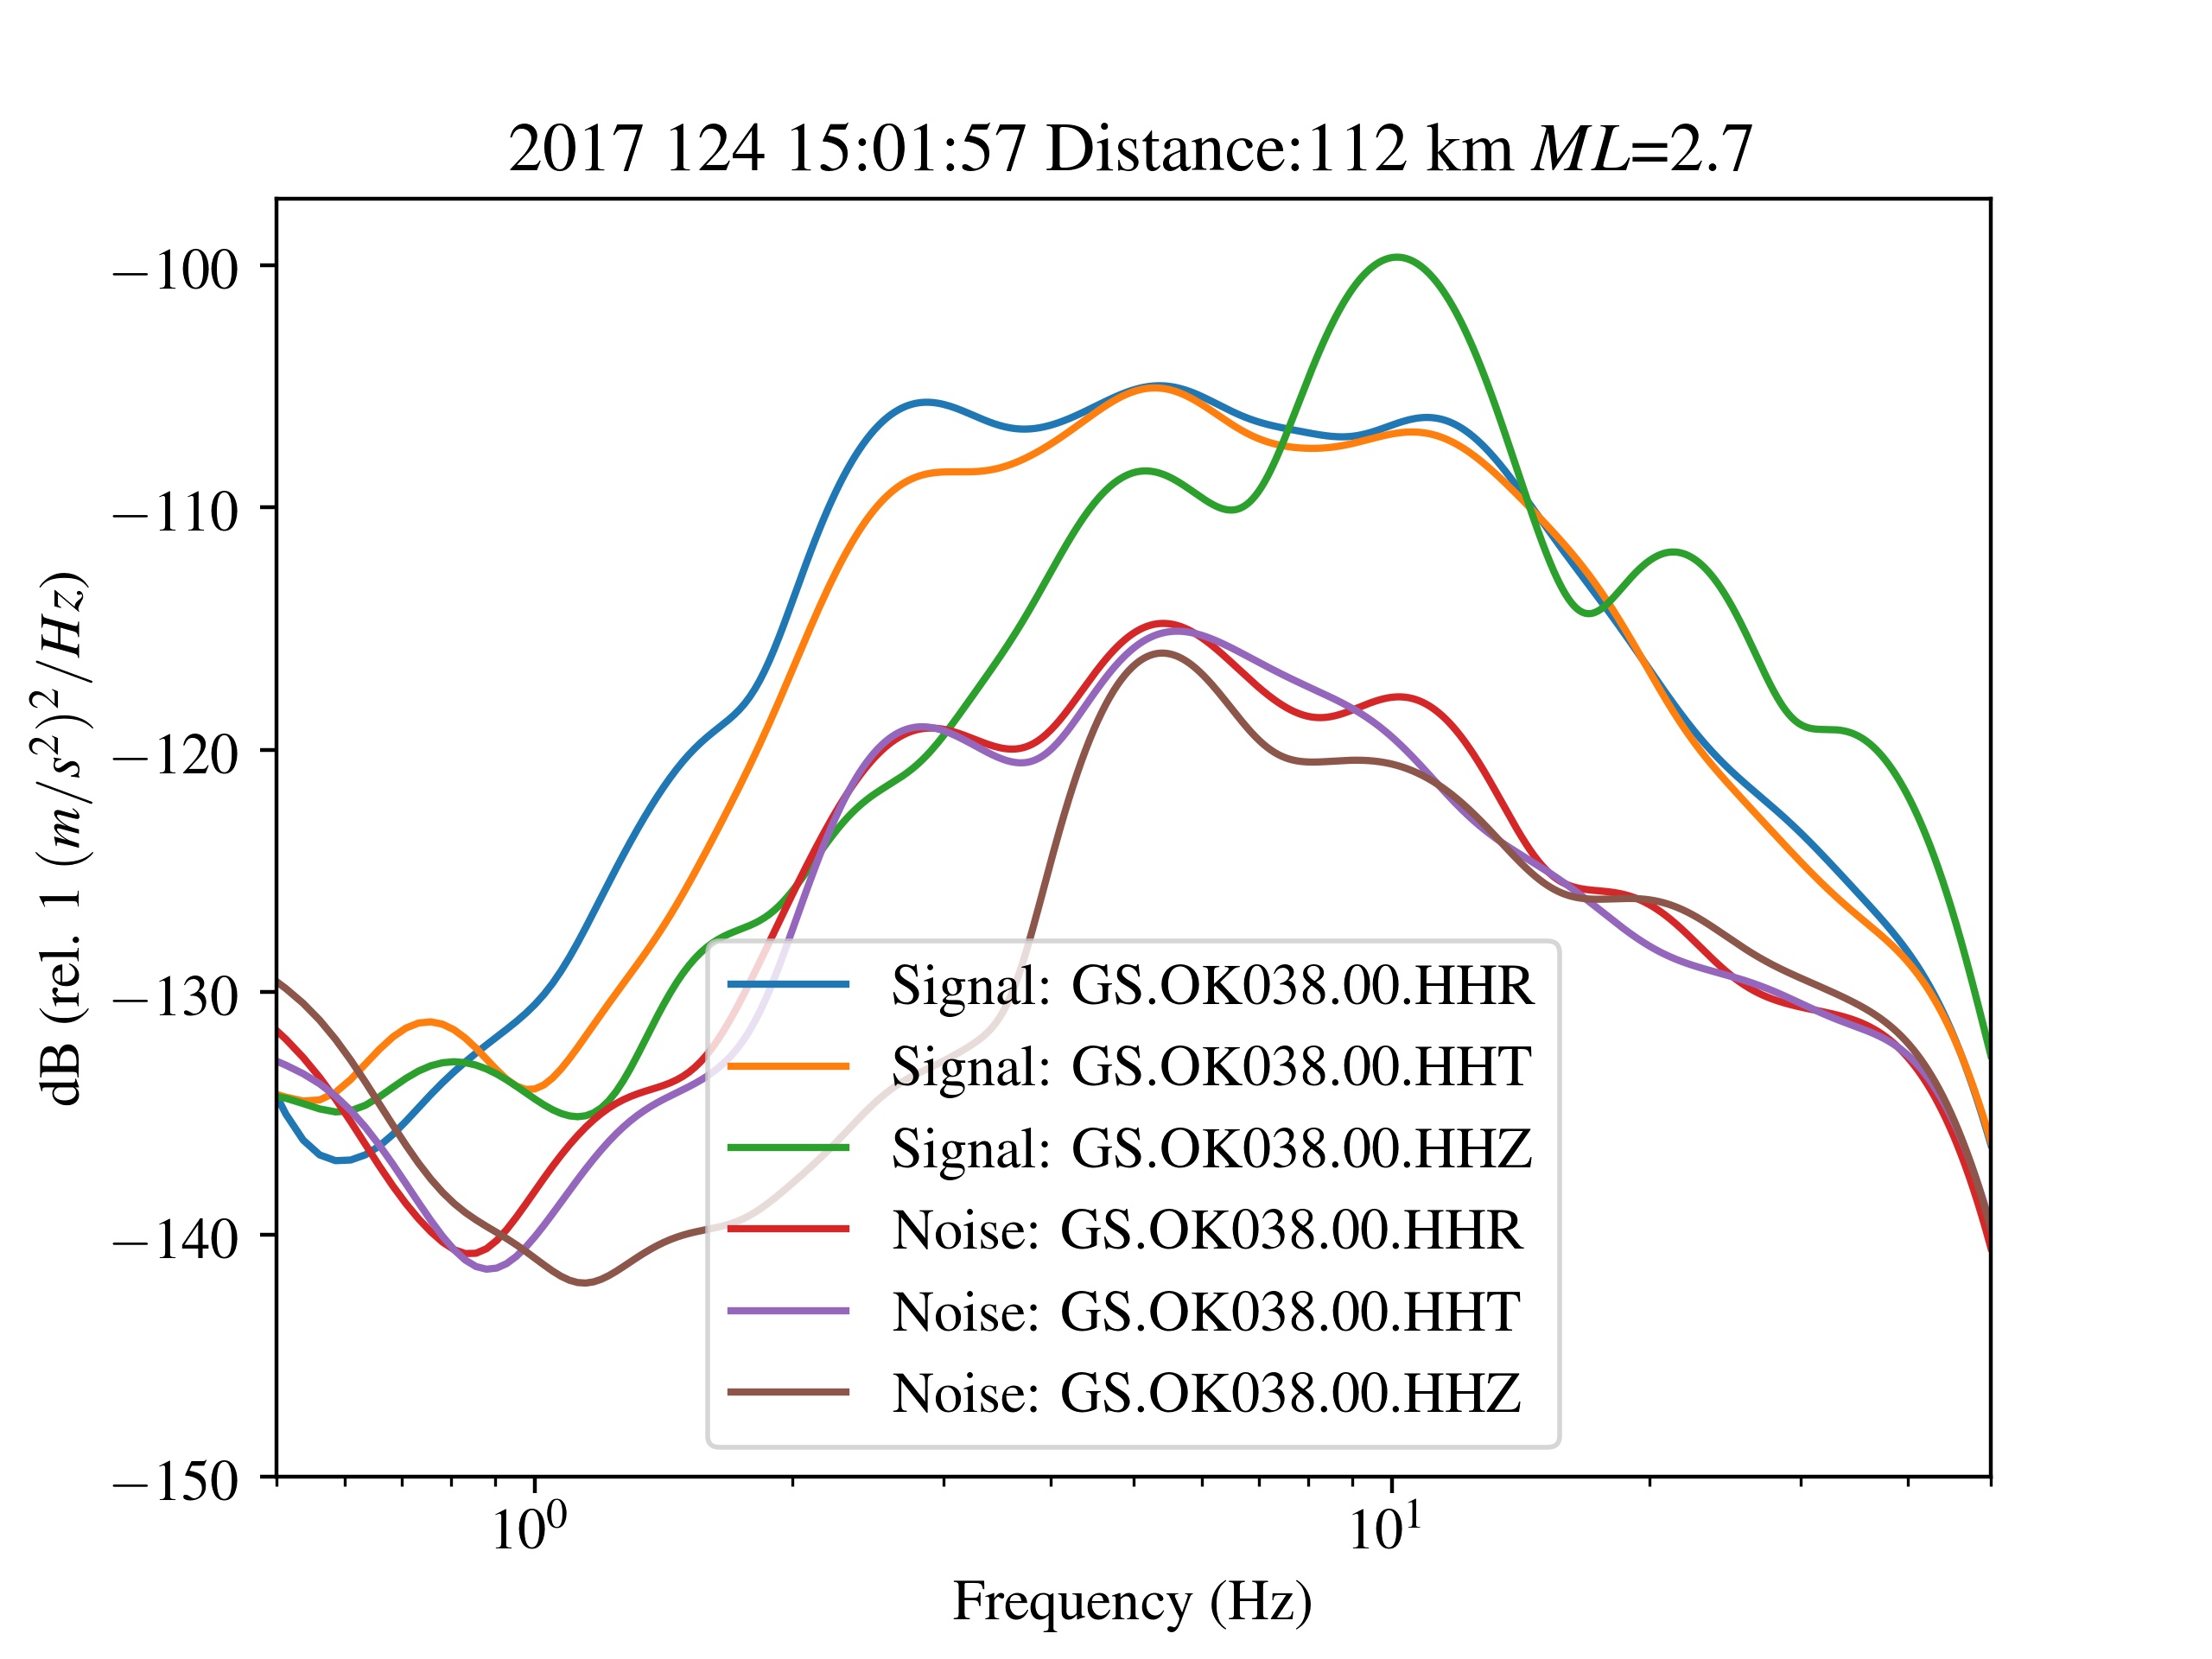 2017 124 15:01:57 Distance:112 km ML=2.7
dB (rel. 1 (m/s²)²/Hz)
−100
−110
−120
−130
−140
−150
Signal: GS.OK038.00.HHR
Signal: GS.OK038.00.HHT
Signal: GS.OK038.00.HHZ
Noise: GS.OK038.00.HHR
Noise: GS.OK038.00.HHT
Noise: GS.OK038.00.HHZ
10⁰ 10¹
Frequency (Hz)